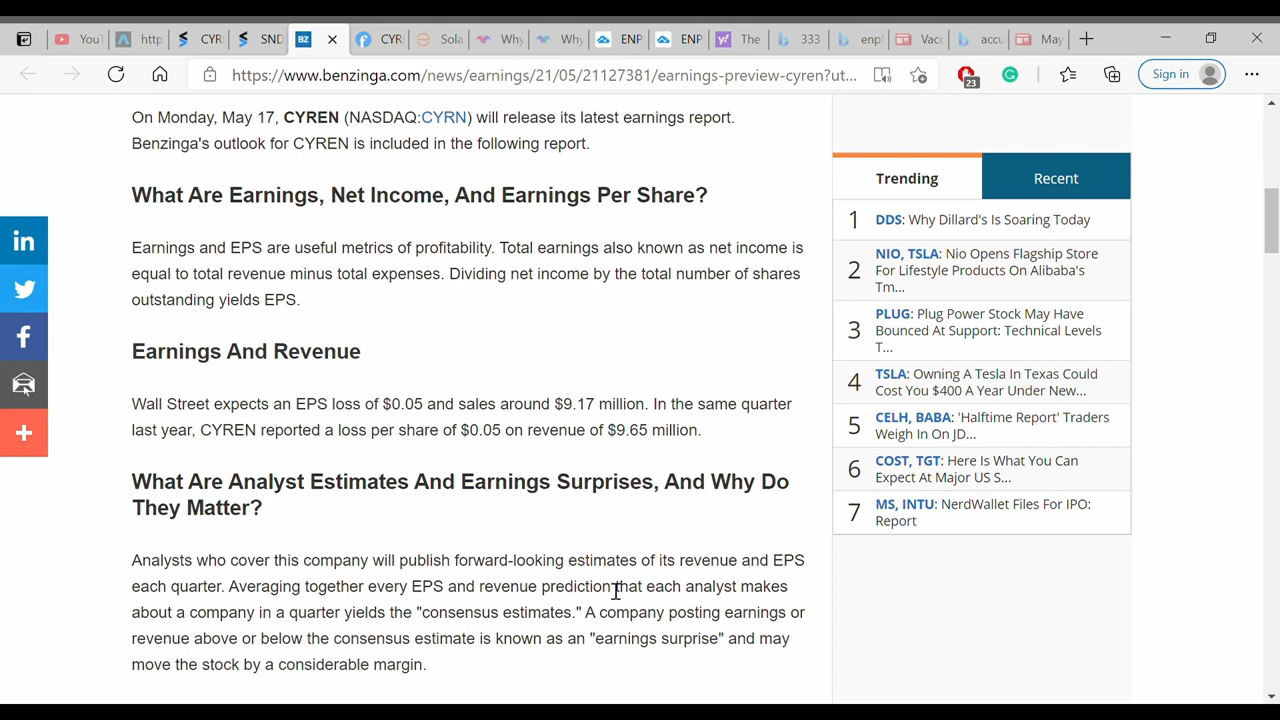 YouT
http
CYR
SND
BZ
CYR
Sola
Why
Why
ENP
ENP
The
333
enpl
Vacc
accu
May
https://www.benzinga.com/news/earnings/21/05/21127381/earnings-preview-cyren?ut...
23
Sign in
On Monday, May 17, CYREN (NASDAQ:CYRN) will release its latest earnings report.
Benzinga's outlook for CYREN is included in the following report.
What Are Earnings, Net Income, And Earnings Per Share?
Earnings and EPS are useful metrics of profitability. Total earnings also known as net income is
equal to total revenue minus total expenses. Dividing net income by the total number of shares
outstanding yields EPS.
Earnings And Revenue
Wall Street expects an EPS loss of $0.05 and sales around $9.17 million. In the same quarter
last year, CYREN reported a loss per share of $0.05 on revenue of $9.65 million.
What Are Analyst Estimates And Earnings Surprises, And Why Do
They Matter?
Analysts who cover this company will publish forward-looking estimates of its revenue and EPS
each quarter. Averaging together every EPS and revenue prediction that each analyst makes
about a company in a quarter yields the "consensus estimates." A company posting earnings or
revenue above or below the consensus estimate is known as an "earnings surprise" and may
move the stock by a considerable margin.
in
Trending
Recent
1 DDS: Why Dillard's Is Soaring Today
2 NIO, TSLA: Nio Opens Flagship Store
For Lifestyle Products On Alibaba's
Tm...
3 PLUG: Plug Power Stock May Have
Bounced At Support: Technical Levels
T...
4 TSLA: Owning A Tesla In Texas Could
Cost You $400 A Year Under New...
5 CELH, BABA: 'Halftime Report' Traders
Weigh In On JD...
6 COST, TGT: Here Is What You Can
Expect At Major US S...
7 MS, INTU: NerdWallet Files For IPO:
Report